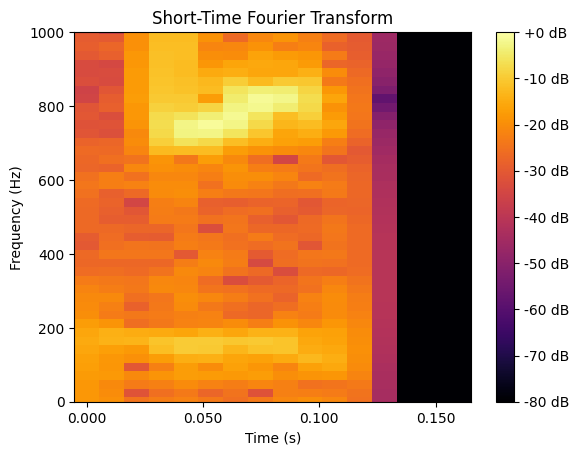 Short-Time Fourier Transform
1000
800
600
400
200
0
Frequency (Hz)
0.000
0.050
0.100
0.150
Time (s)
+0 dB
-10 dB
-20 dB
-30 dB
-40 dB
-50 dB
-60 dB
-70 dB
-80 dB